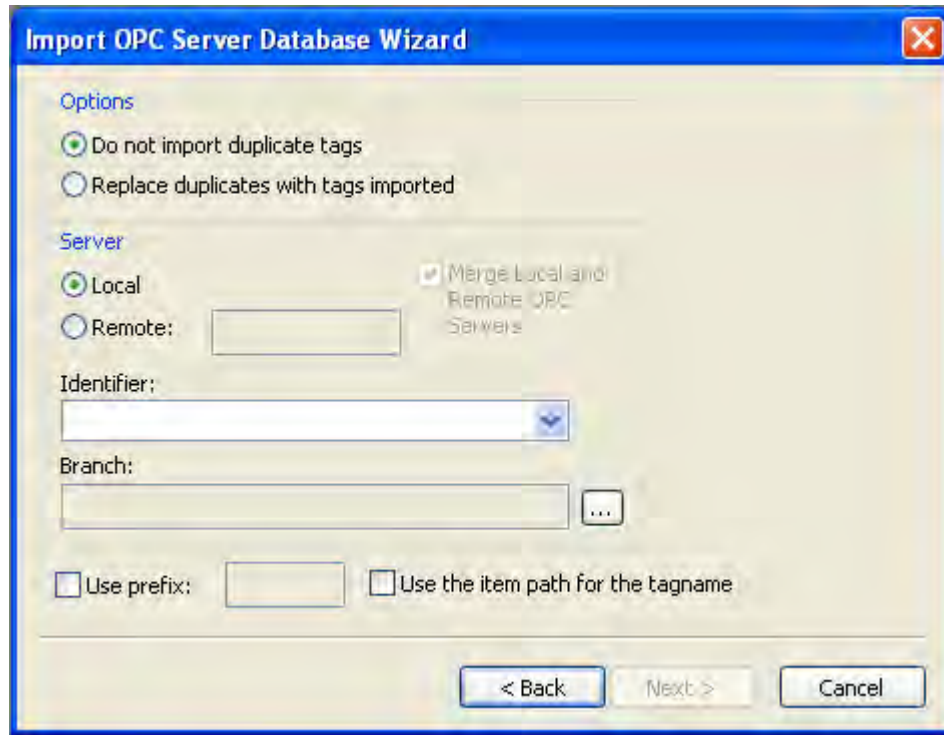 Import OPC Server Database Wizard
Options
Do not import duplicate tags
Replace duplicates with tags imported
Server
Local
Merge Local and
Remote OPC
Servers
Remote:
Identifier:
Branch:
...
Use prefix:
Use the item path for the tagname
< Back
Next >
Cancel